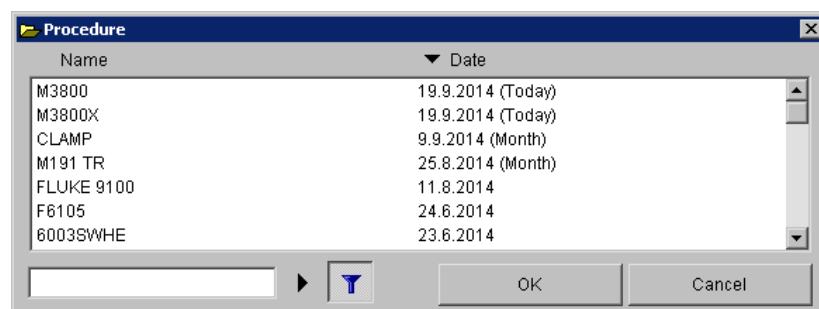 Procedure
Name Date
M3800 19.9.2014 (Today)
M3800X 19.9.2014 (Today)
CLAMP 9.9.2014 (Month)
M191 TR 25.8.2014 (Month)
FLUKE 9100 11.8.2014
F6105 24.6.2014
6003SWHE 23.6.2014
OK Cancel